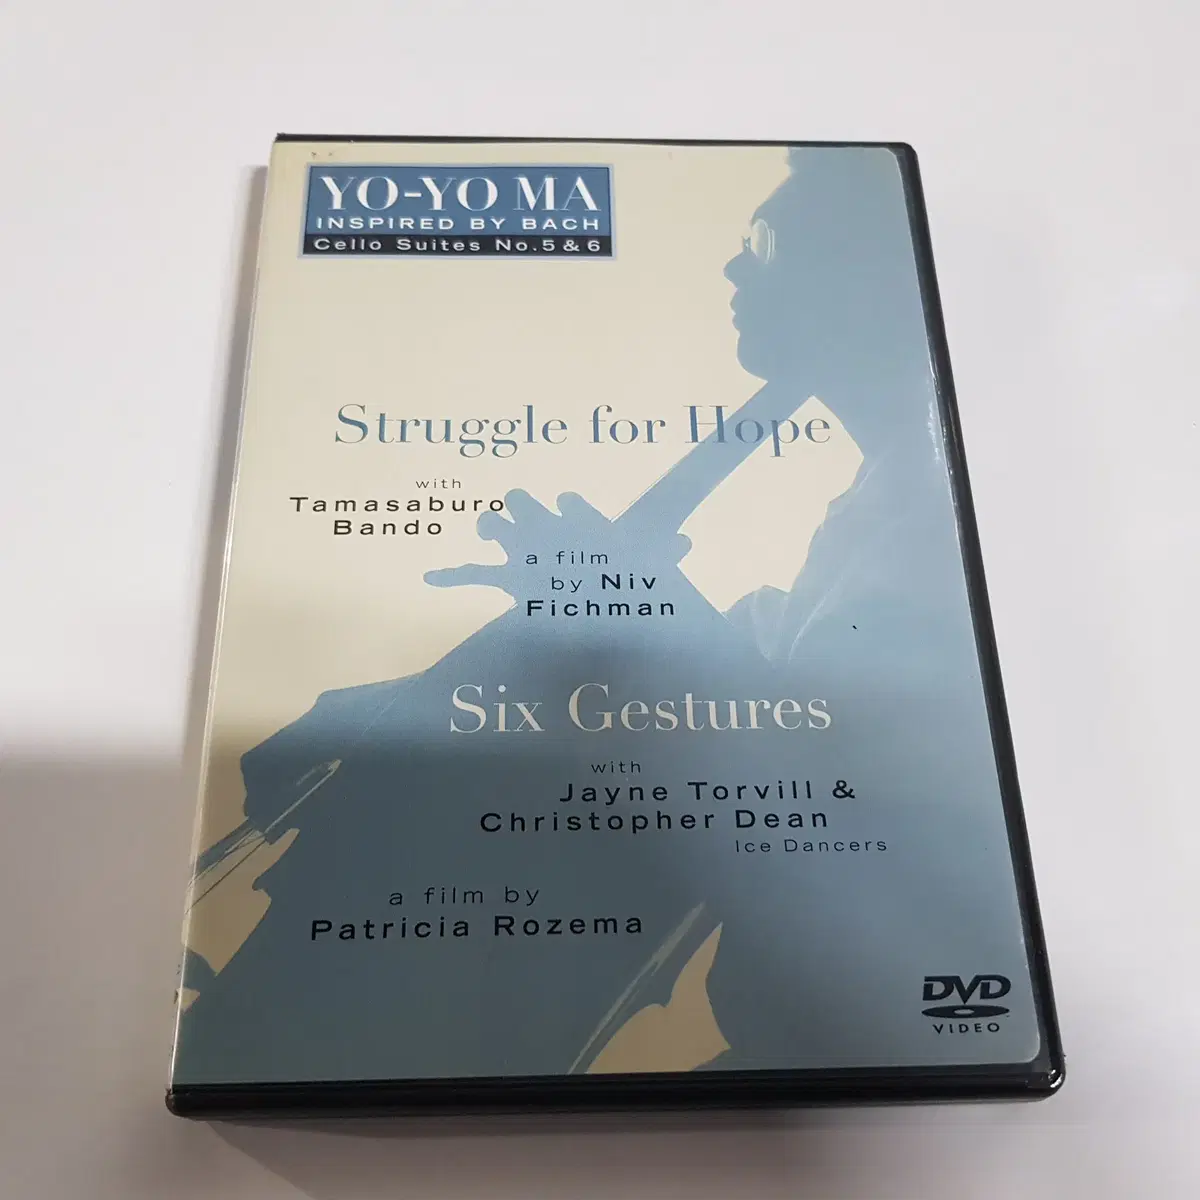 YO-YO MA
INSPIRED BY BACH
Cello Suites No.5 & 6
Struggle for Hope
with
Tamasaburo
Bando
a film
by Niv
Fichman
Six Gestures
with
Jayne Torvill &
Christopher Dean
Ice Dancers
a film by
Patricia Rozema
DVD
VIDEO